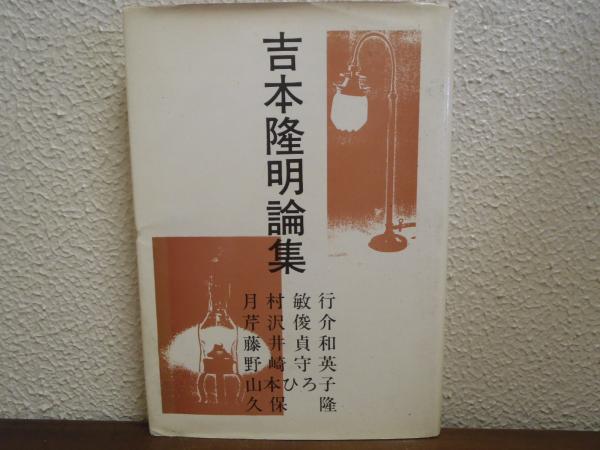 吉本隆明論集
月村敏行
芹沢俊介
藤井貞和
野崎守英
山本ひろ子
久保隆